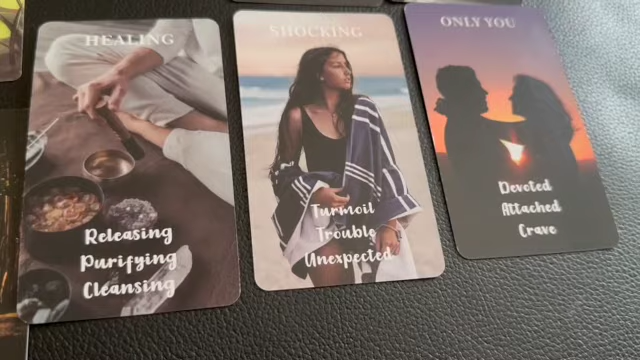 HEALING
Releasing
Purifying
Cleansing
SHOCKING
Turmoil
Trouble
Unexpected
ONLY YOU
Devoted
Attached
Crave